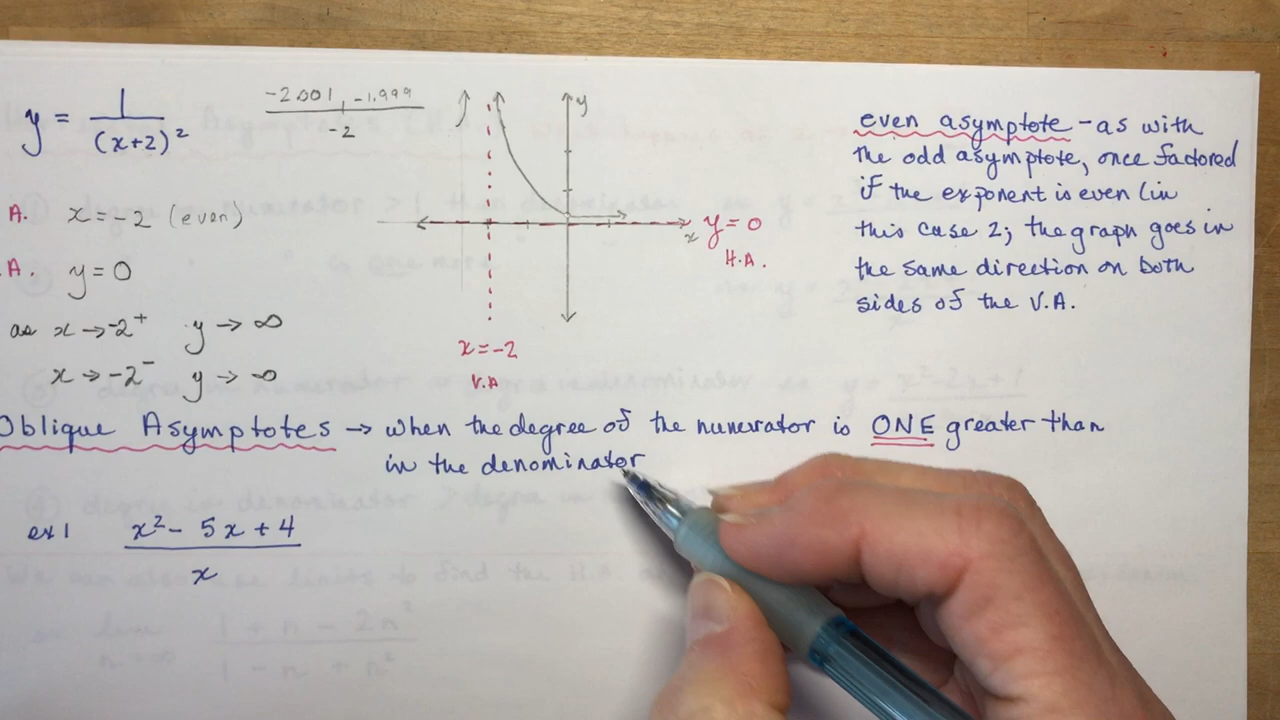 y = 1/(x+2)²
-2.001 -1.999
-2
y
x
y=0
H.A.
x=-2
V.A
even asymptote - as with
the odd asymptote, once factored
if the exponent is even (in
this case 2; the graph goes in
the same direction on both
sides of the V.A.
A. x=-2 (even)
.A. y=0
as x→-2⁺ y→∞
x→-2⁻ y→∞
Oblique Asymptotes → when the degree of the numerator is ONE greater than
in the denominator
ex 1 x² - 5x + 4
x